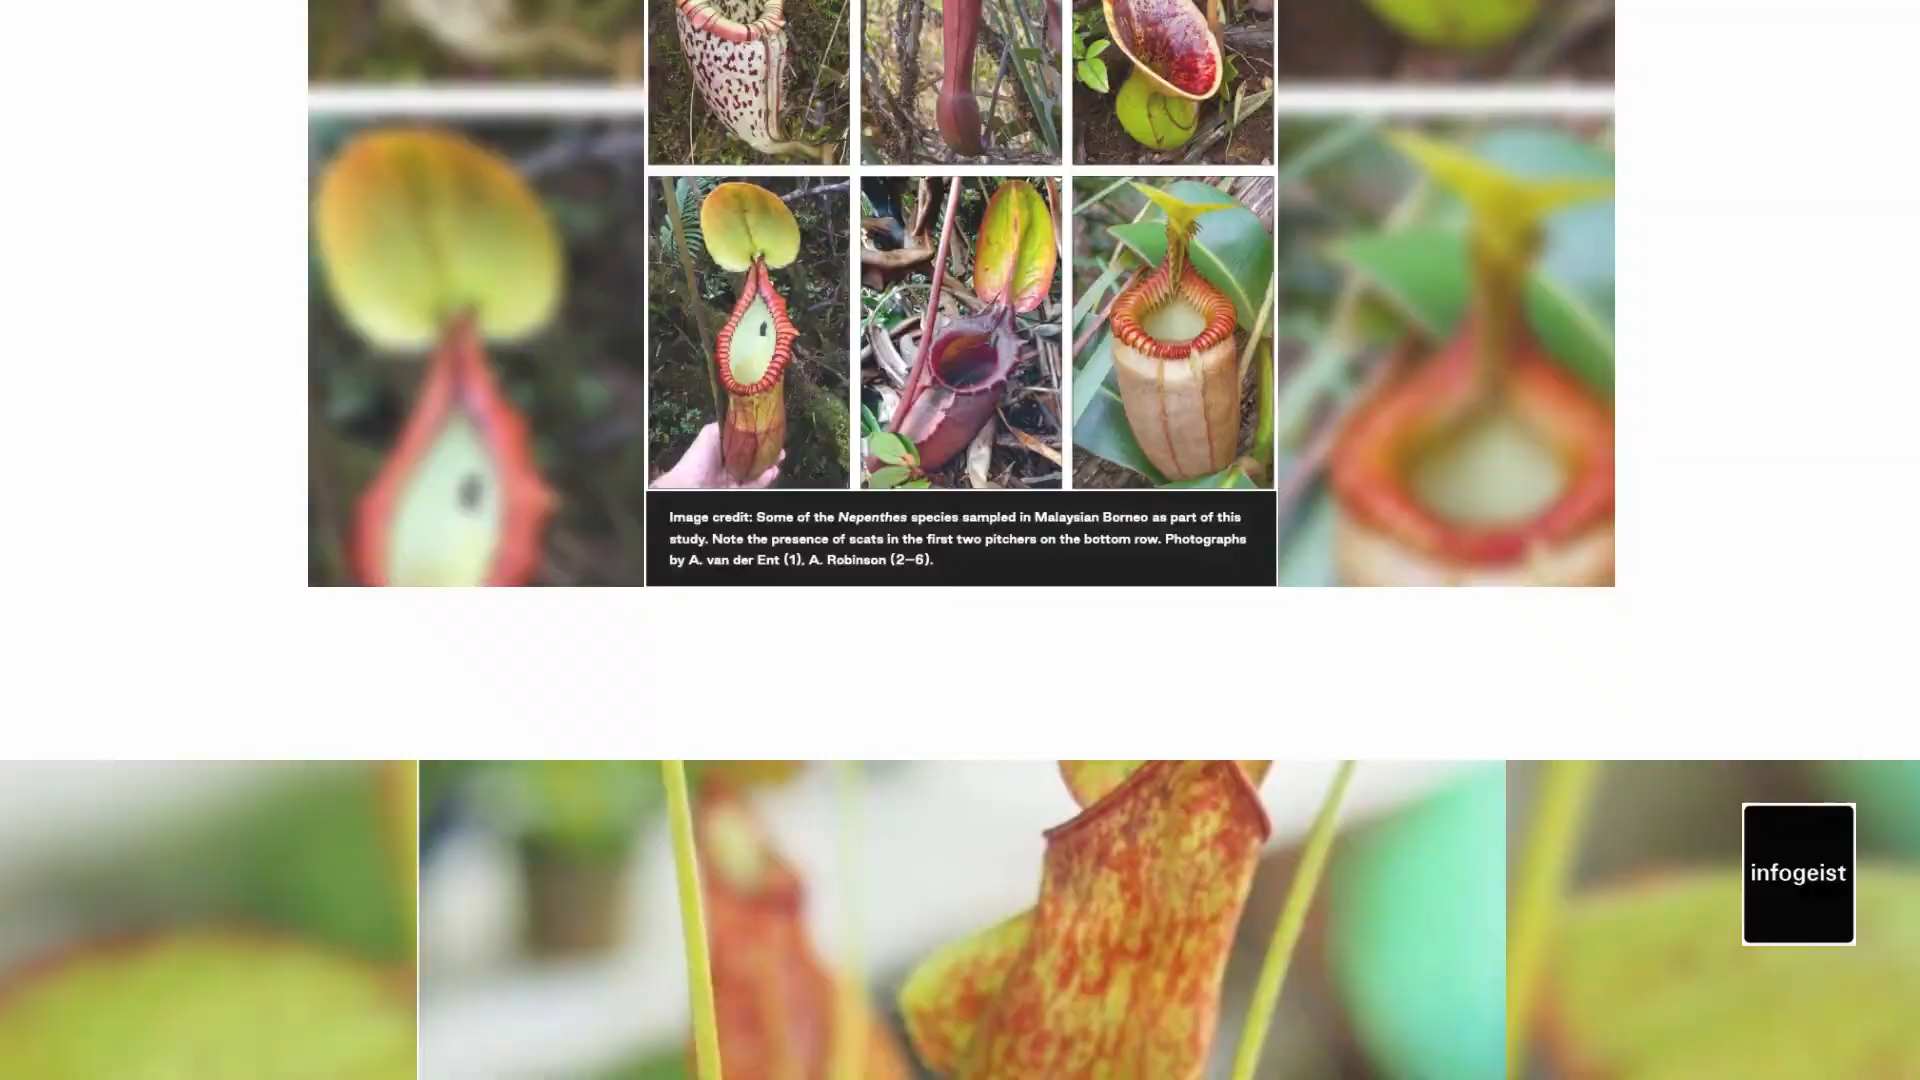 Image credit: Some of the Nepenthes species sampled in Malaysian Borneo as part of this
study. Note the presence of scats in the first two pitchers on the bottom row. Photographs
by A. van der Ent (1), A. Robinson (2–6).
infogeist